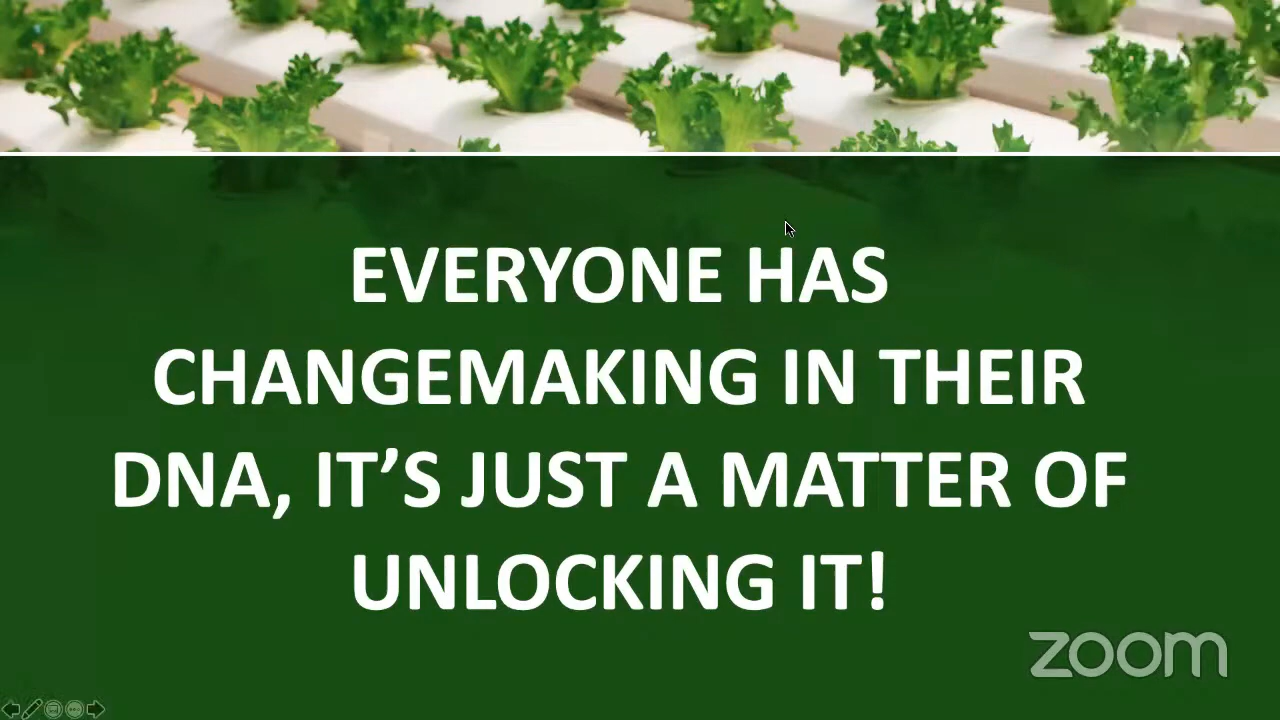 EVERYONE HAS
CHANGEMAKING IN THEIR
DNA, IT’S JUST A MATTER OF
UNLOCKING IT!
zoom